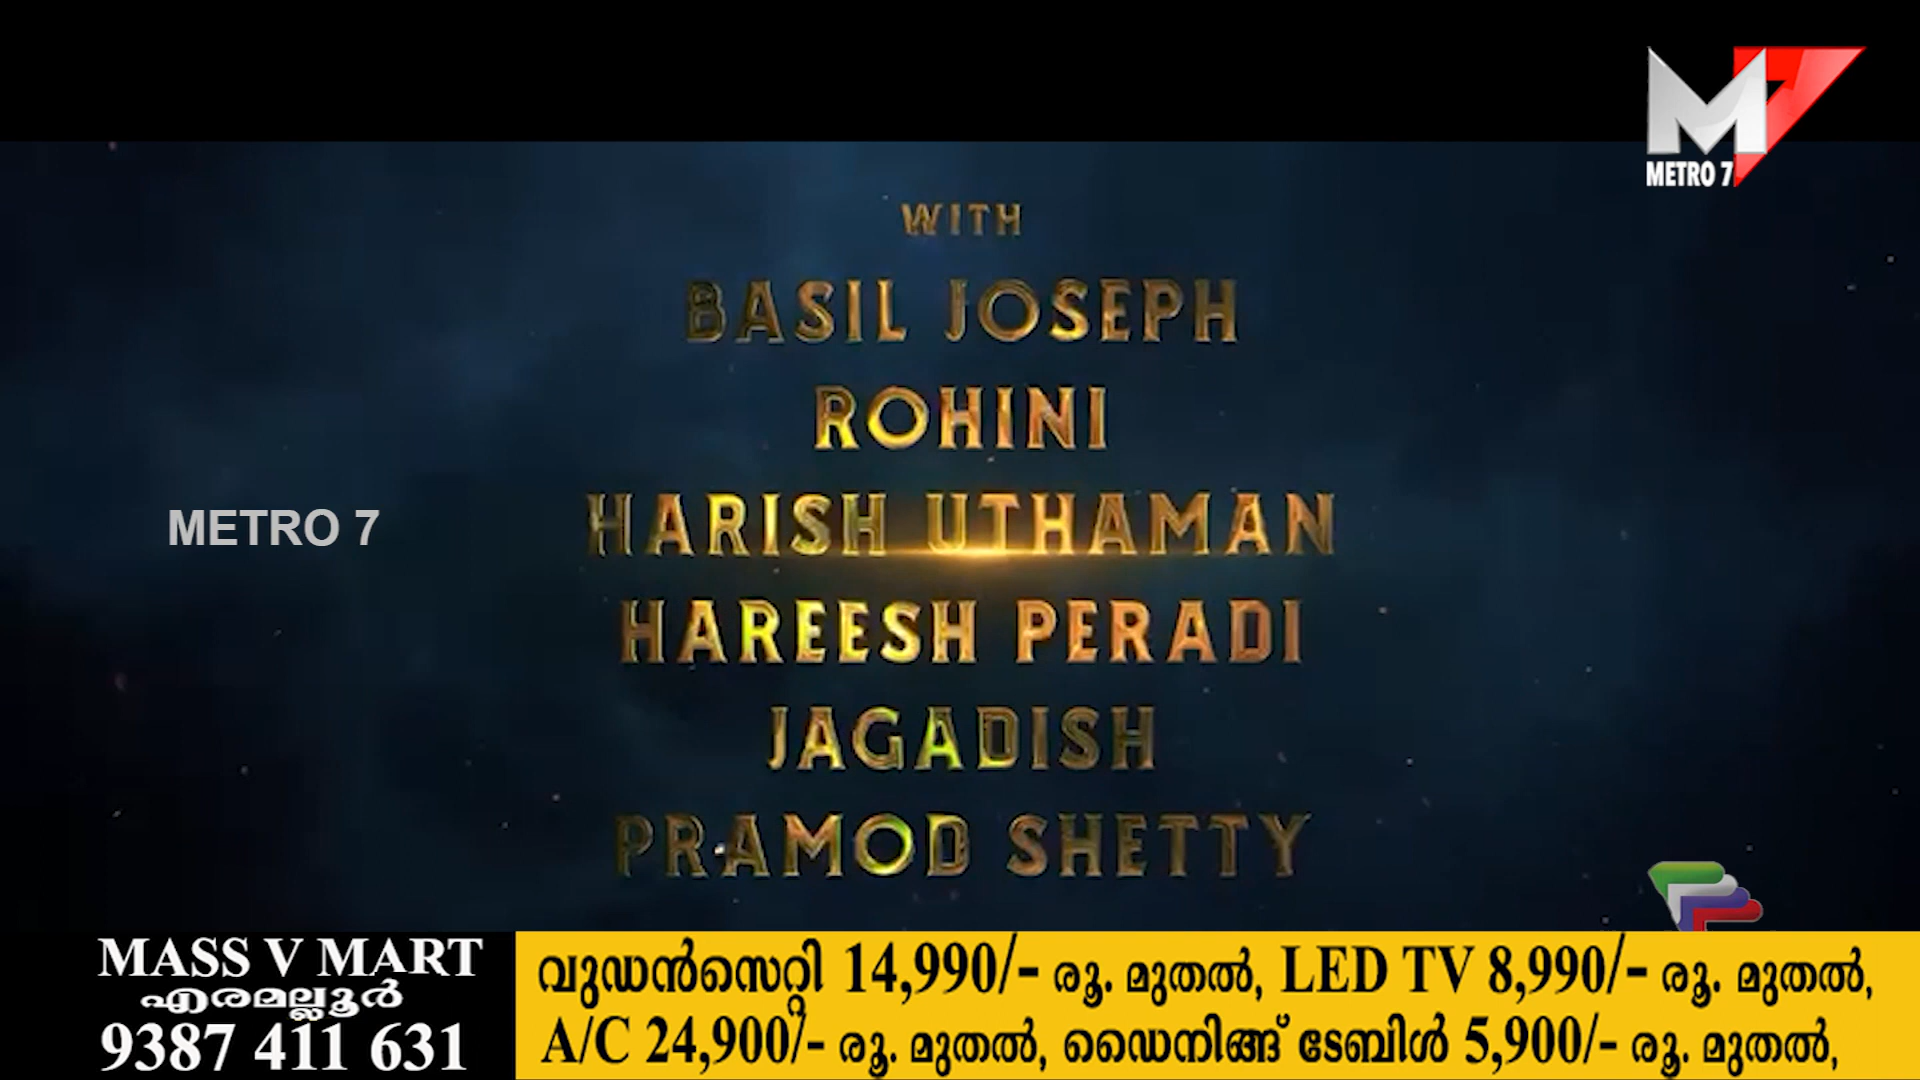 METRO 7
WITH
BASIL JOSEPH
ROHINI
HARISH UTHAMAN
METRO 7
HAREESH PERADI
JAGADISH
PRAMOD SHETTY
MASS V MART
എരമല്ലൂർ
9387 411 631
വുഡൻസെറ്റി 14,990/- രൂ. മുതൽ, LED TV 8,990/- രൂ. മുതൽ,
A/C 24,900/- രൂ. മുതൽ, ഡൈനിങ്ങ് ടേബിൾ 5,900/- രൂ. മുതൽ,